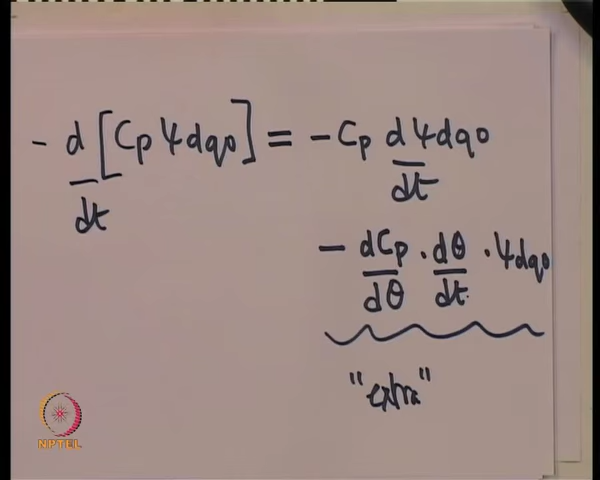 - d/dt [Cp ψdq0] = - Cp dψdq0/dt
- dCp/dθ · dθ/dt · ψdq0
"extra"
NPTEL